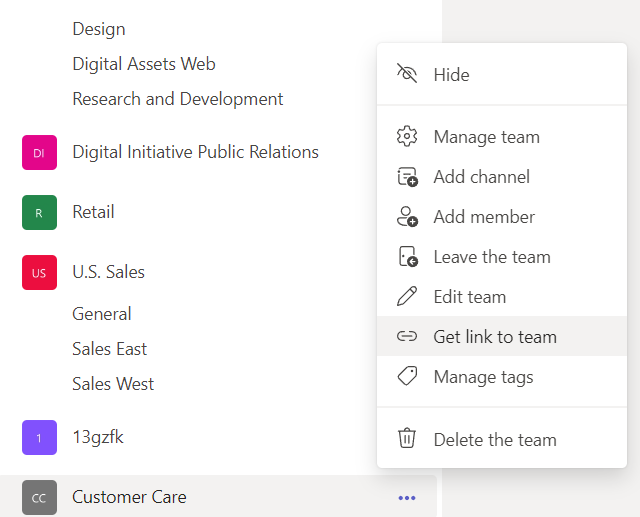 Design
Digital Assets Web
Research and Development
DI Digital Initiative Public Relations
R Retail
US U.S. Sales
General
Sales East
Sales West
1 13gzfk
CC Customer Care
Hide
Manage team
Add channel
Add member
Leave the team
Edit team
Get link to team
Manage tags
Delete the team